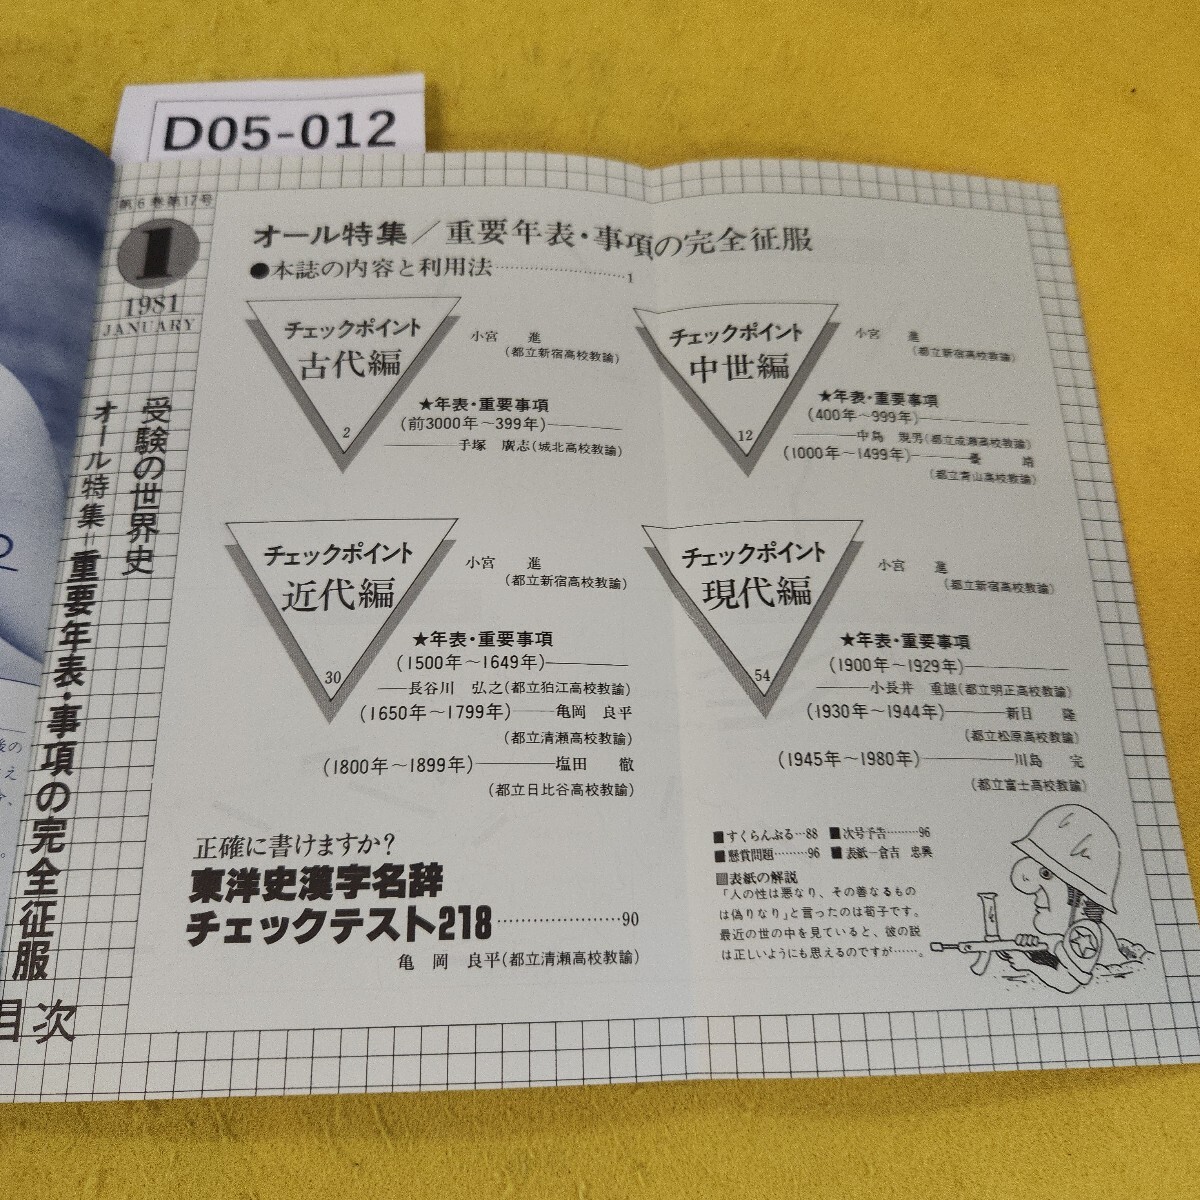 D05-012
第6巻第17号
1
1981
JANUARY
受験の世界史
オール特集=重要年表・事項の完全征服
目次
オール特集/重要年表・事項の完全征服
●本誌の内容と利用法……………………1
チェックポイント
古代編
2
小宮 進
(都立新宿高校教諭)
★年表・重要事項
(前3000年~399年)
手塚 廣志(城北高校教諭)
チェックポイント
中世編
12
小宮 進
(都立新宿高校教諭)
★年表・重要事項
(400年~999年)
中島 規男(都立成瀬高校教諭)
(1000年~1499年)
(都立青山高校教諭)
チェックポイント
近代編
30
小宮 進
(都立新宿高校教諭)
★年表・重要事項
(1500年~1649年)
長谷川 弘之(都立狛江高校教諭)
(1650年~1799年)亀岡 良平
(都立清瀬高校教諭)
(1800年~1899年)塩田 徹
(都立日比谷高校教諭)
チェックポイント
現代編
54
小宮 進
(都立新宿高校教諭)
★年表・重要事項
(1900年~1929年)
小長井 重雄(都立明正高校教諭)
(1930年~1944年)新日 隆
(都立松原高校教諭)
(1945年~1980年)川島 完
(都立富士高校教諭)
正確に書けますか?
東洋史漢字名辞
チェックテスト218…………………90
亀岡 良平(都立清瀬高校教諭)
■すくらんぶる…88 ■次号予告………96
■懸賞問題………96 ■表紙ー倉吉 忠興
▨表紙の解説
「人の性は悪なり、その善なるもの
は偽りなり」と言ったのは荀子です。
最近の世の中を見ていると、彼の説
は正しいようにも思えるのですが……。